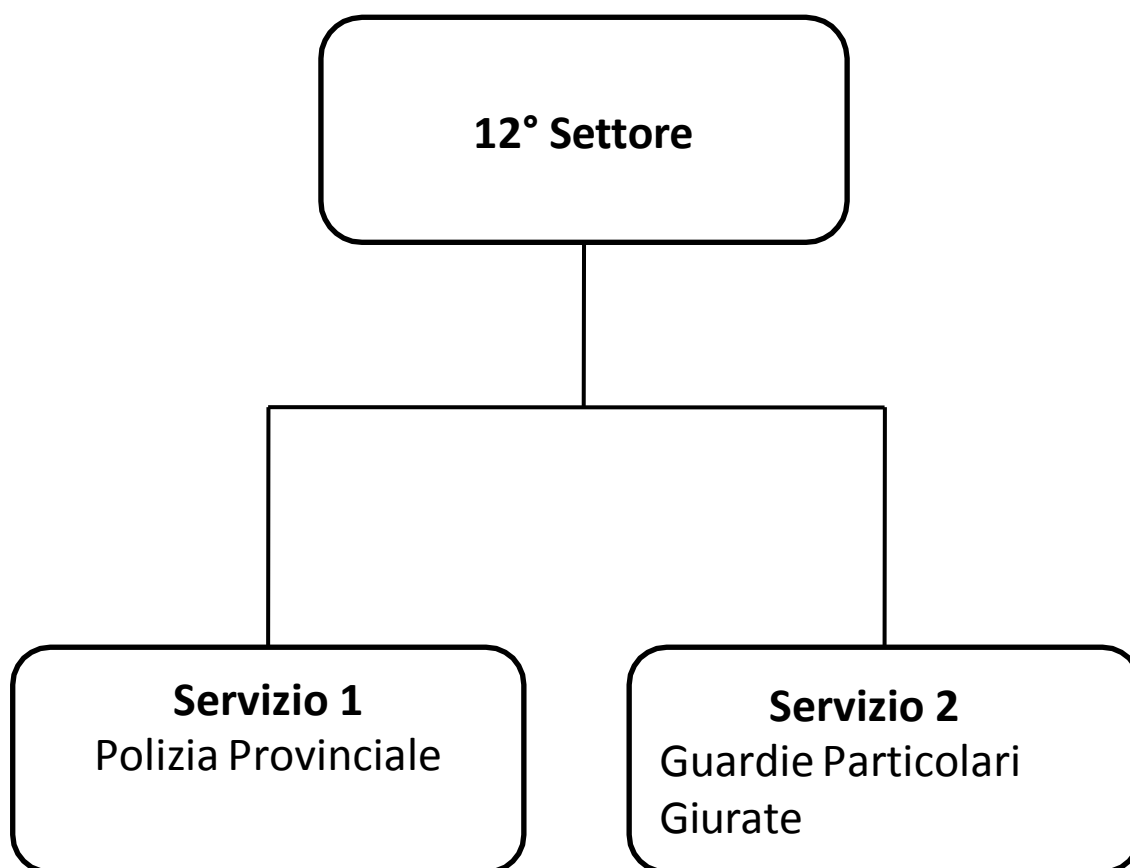 12° Settore
Servizio 1
Polizia Provinciale
Servizio 2
Guardie Particolari
Giurate